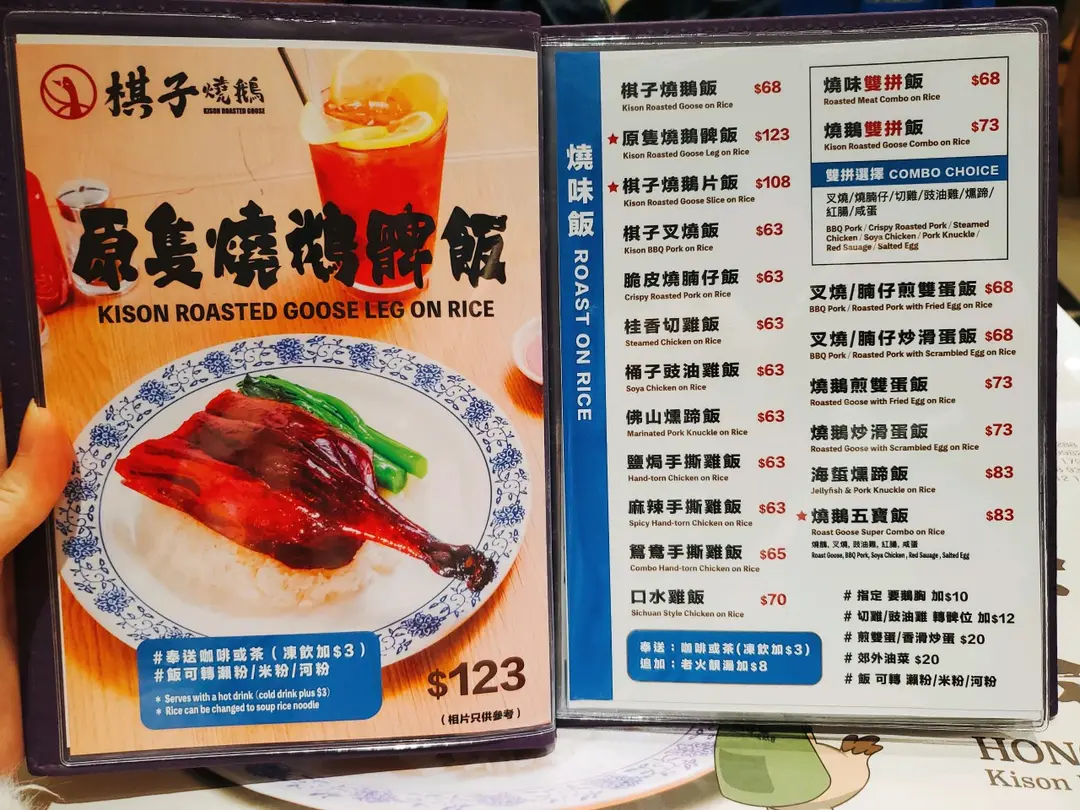 棋子燒鵝
KISON ROASTED GOOSE
原隻燒鵝髀飯
KISON ROASTED GOOSE LEG ON RICE
#奉送咖啡或茶(凍飲加$3)
#飯可轉瀨粉/米粉/河粉
* Serves with a hot drink (cold drink plus $3)
* Rice can be changed to soup rice noodle
$123
(相片只供參考)
燒味飯 ROAST ON RICE
棋子燒鵝飯 $68
Kison Roasted Goose on Rice
★原隻燒鵝髀飯 $123
Kison Roasted Goose Leg on Rice
★棋子燒鵝片飯 $108
Kison Roasted Goose Slice on Rice
棋子叉燒飯 $63
Kison BBQ Pork on Rice
脆皮燒腩仔飯 $63
Crispy Roasted Pork on Rice
桂香切雞飯 $63
Steamed Chicken on Rice
桶子豉油雞飯 $63
Soya Chicken on Rice
佛山燻蹄飯 $63
Marinated Pork Knuckle on Rice
鹽焗手撕雞飯 $63
Hand-torn Chicken on Rice
麻辣手撕雞飯 $63
Spicy Hand-torn Chicken on Rice
鴛鴦手撕雞飯 $65
Combo Hand-torn Chicken on Rice
口水雞飯 $70
Sichuan Style Chicken on Rice
奉送：咖啡或茶(凍飲加$3)
追加：老火靚湯加$8
燒味雙拼飯 $68
Roasted Meat Combo on Rice
燒鵝雙拼飯 $73
Kison Roasted Goose Combo on Rice
雙拼選擇 COMBO CHOICE
叉燒/燒腩仔/切雞/豉油雞/燻蹄/
紅腸/咸蛋
BBQ Pork / Crispy Roasted Pork / Steamed
Chicken / Soya Chicken / Pork Knuckle /
Red Sauage / Salted Egg
叉燒/腩仔煎雙蛋飯 $68
BBQ Pork / Roasted Pork with Fried Egg on Rice
叉燒/腩仔炒滑蛋飯 $68
BBQ Pork / Roasted Pork with Scrambled Egg on Rice
燒鵝煎雙蛋飯 $73
Roasted Goose with Fried Egg on Rice
燒鵝炒滑蛋飯 $73
Roasted Goose with Scrambled Egg on Rice
海蜇燻蹄飯 $83
Jellyfish & Pork Knuckle on Rice
★燒鵝五寶飯 $83
Roast Goose Super Combo on Rice
燒鵝, 叉燒, 豉油雞, 紅腸, 咸蛋
Roast Goose, BBQ Pork, Soya Chicken, Red Sauage, Salted Egg
# 指定 要鵝胸 加$10
# 切雞/豉油雞 轉髀位 加$12
# 煎雙蛋/香滑炒蛋 $20
# 郊外油菜 $20
# 飯 可轉 瀨粉/米粉/河粉
HON
Kison